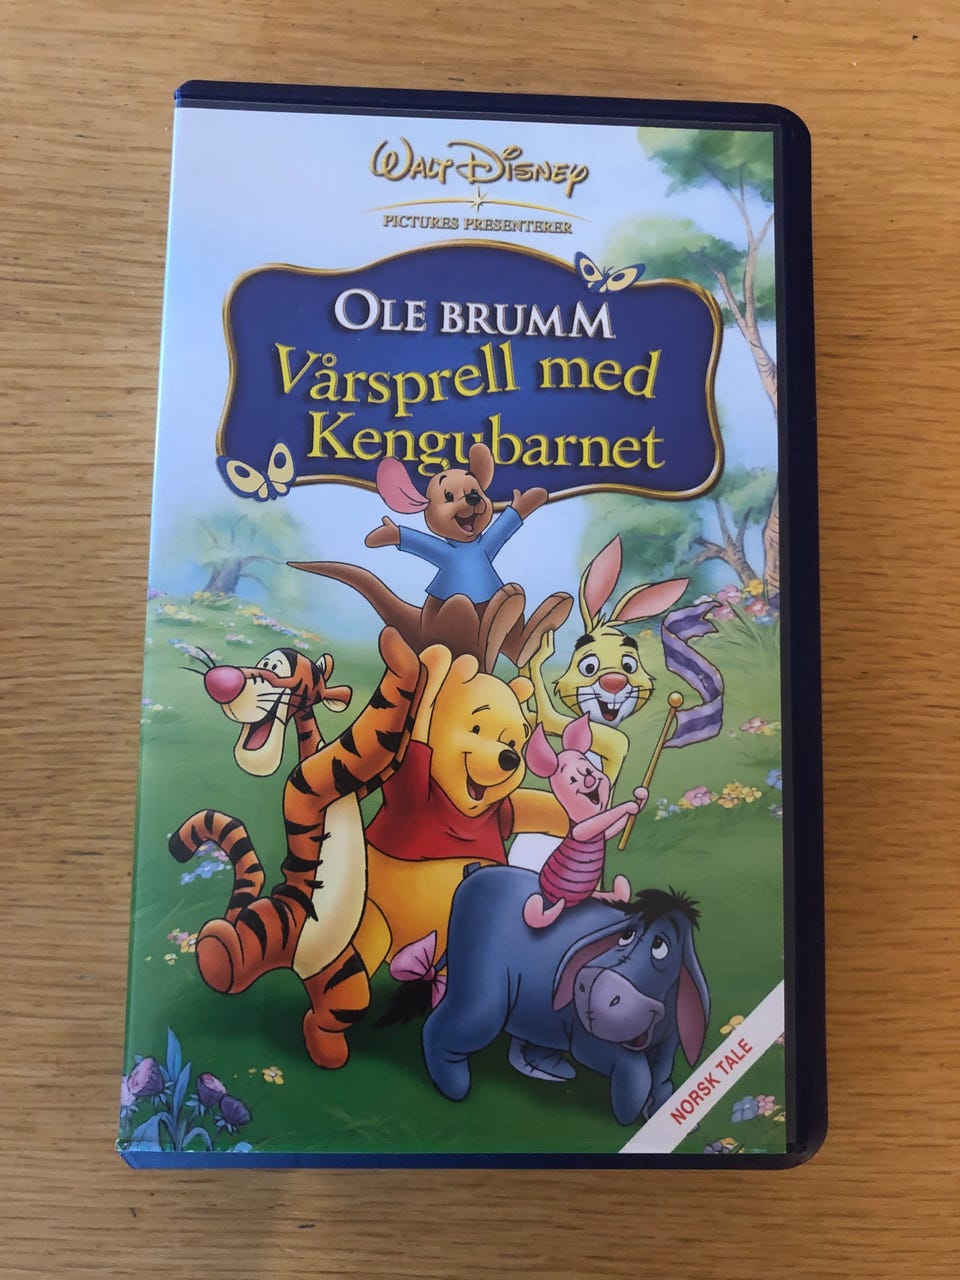 WALT DISNEY
PICTURES PRESENTERER
OLE BRUMM
Vårsprell med
Kengubarnet
NORSK TALE